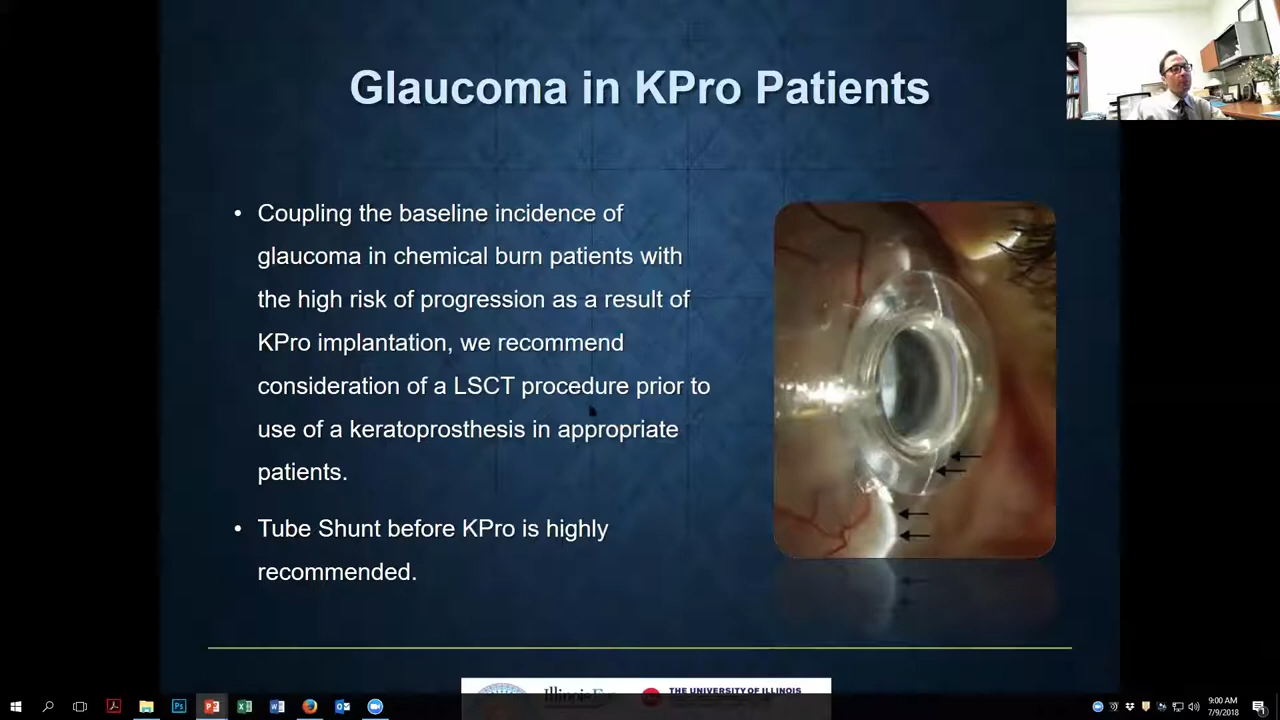 Glaucoma in KPro Patients
• Coupling the baseline incidence of
glaucoma in chemical burn patients with
the high risk of progression as a result of
KPro implantation, we recommend
consideration of a LSCT procedure prior to
use of a keratoprosthesis in appropriate
patients.
• Tube Shunt before KPro is highly
recommended.
THE UNIVERSITY OF ILLINOIS
9:00 AM
7/9/2018